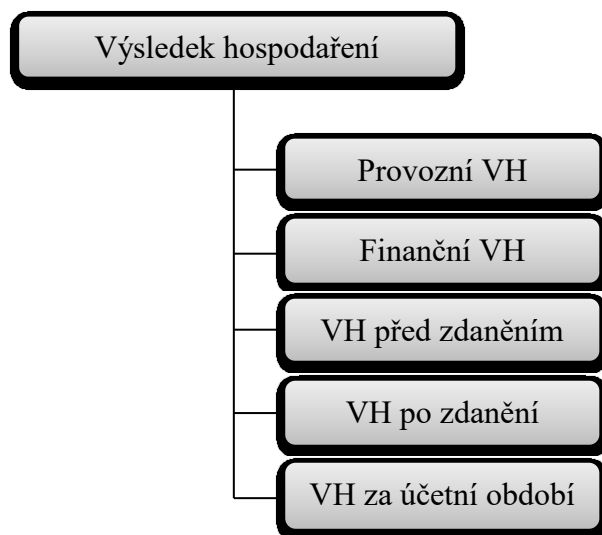 Výsledek hospodaření
Provozní VH
Finanční VH
VH před zdaněním
VH po zdanění
VH za účetní období